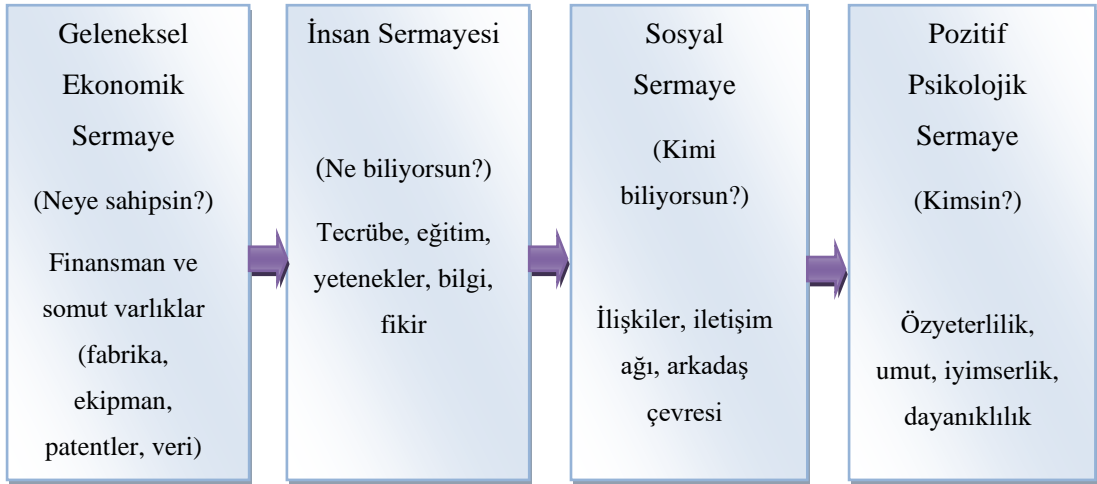 Geleneksel
Ekonomik
Sermaye
(Neye sahipsin?)
Finansman ve
somut varlıklar
(fabrika,
ekipman,
patentler, veri)
İnsan Sermayesi
(Ne biliyorsun?)
Tecrübe, eğitim,
yetenekler, bilgi,
fikir
Sosyal
Sermaye
(Kimi
biliyorsun?)
İlişkiler, iletişim
ağı, arkadaş
çevresi
Pozitif
Psikolojik
Sermaye
(Kimsin?)
Özyeterlilik,
umut, iyimserlik,
dayanıklılık